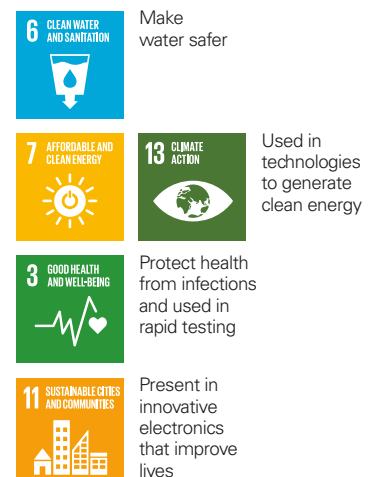 6 CLEAN WATER
AND SANITATION
Make
water safer
7 AFFORDABLE AND
CLEAN ENERGY
13 CLIMATE
ACTION
Used in
technologies
to generate
clean energy
3 GOOD HEALTH
AND WELL-BEING
Protect health
from infections
and used in
rapid testing
11 SUSTAINABLE CITIES
AND COMMUNITIES
Present in
innovative
electronics
that improve
lives